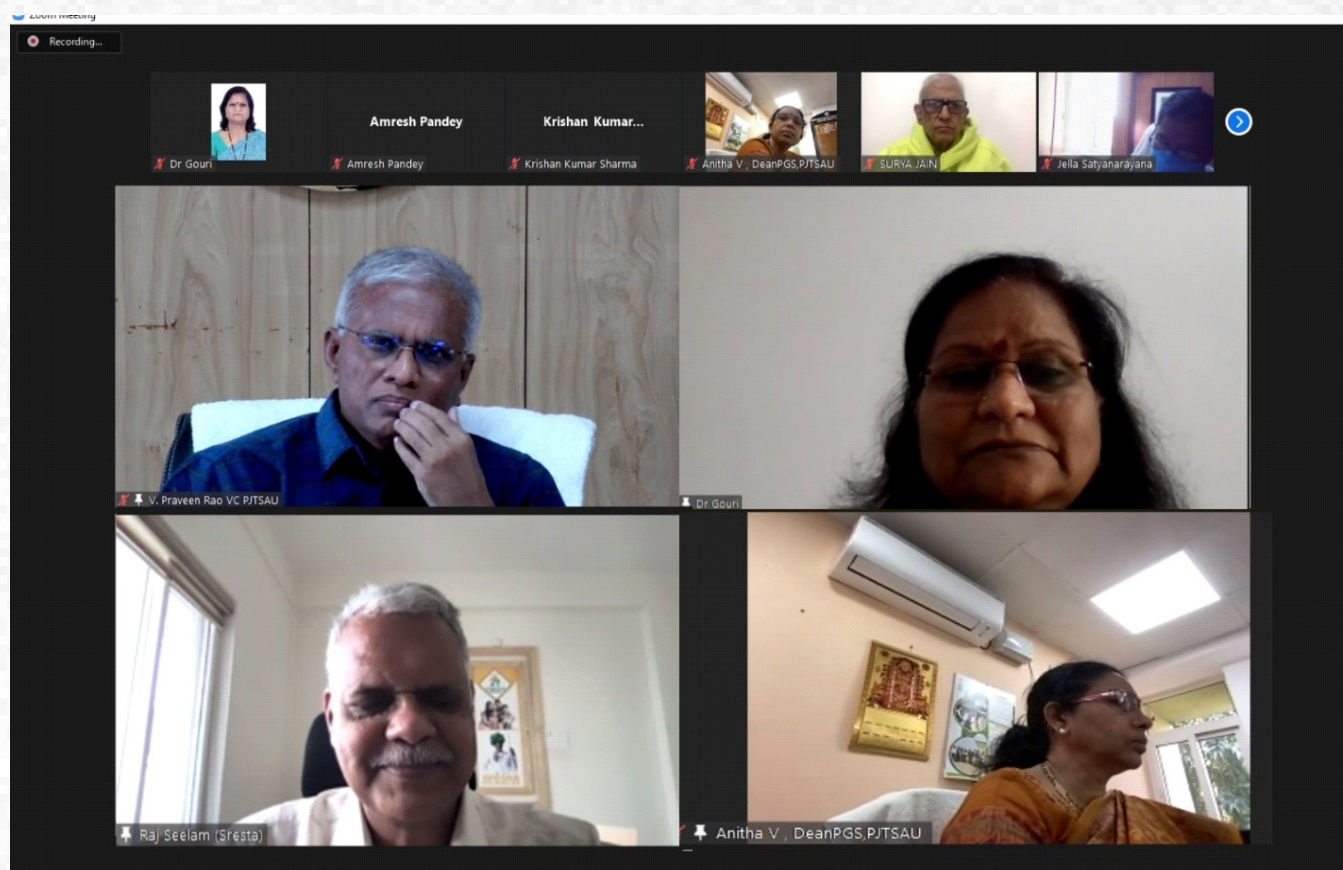 Zoom Meeting
Recording...
Amresh Pandey
Krishan Kumar...
Dr Gouri
Amresh Pandey
Krishan Kumar Sharma
Anitha V , DeanPGS,PJTSAU
SURYA JAIN
Jella Satyanarayana
V. Praveen Rao VC PJTSAU
Dr Gouri
Raj Seelam (Sresta)
Anitha V , DeanPGS,PJTSAU